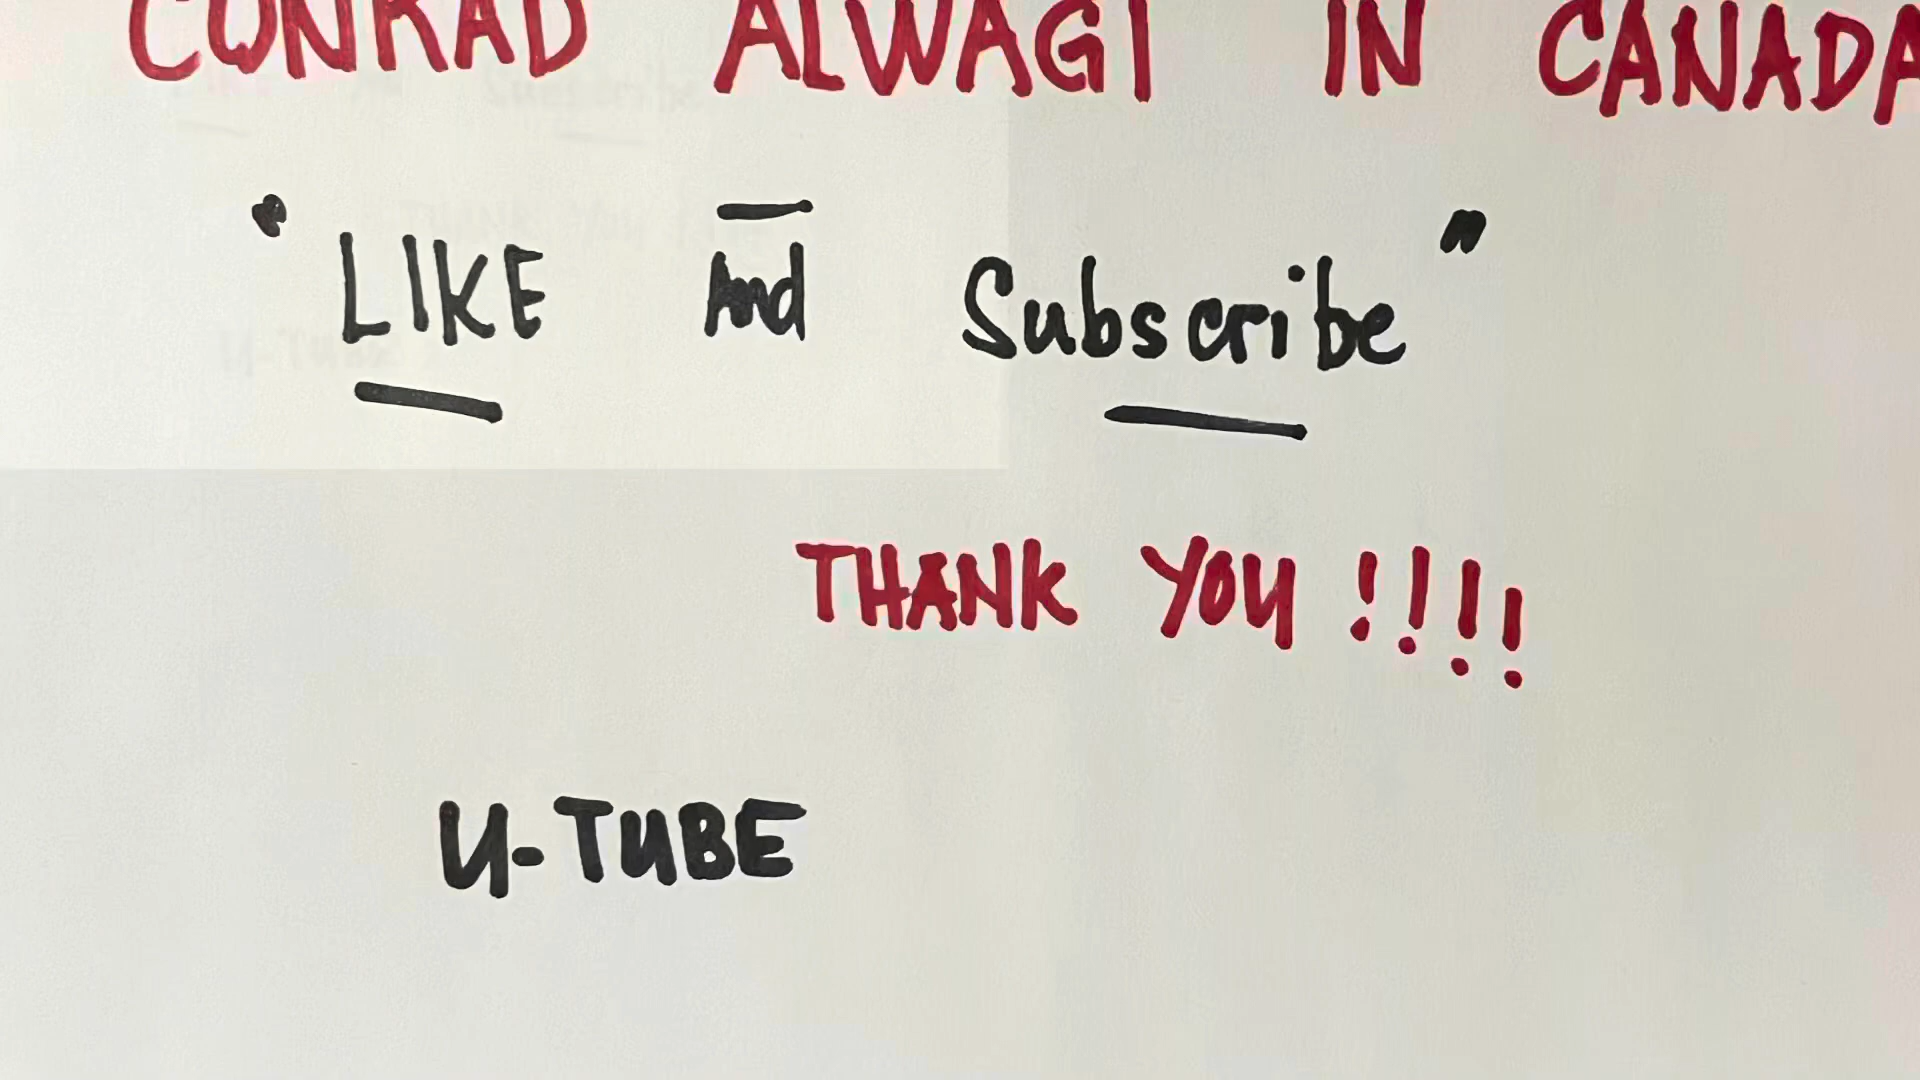 CONRAD ALWAGI IN CANADA
"LIKE And Subscribe"
THANK YOU !!!!
U-TUBE